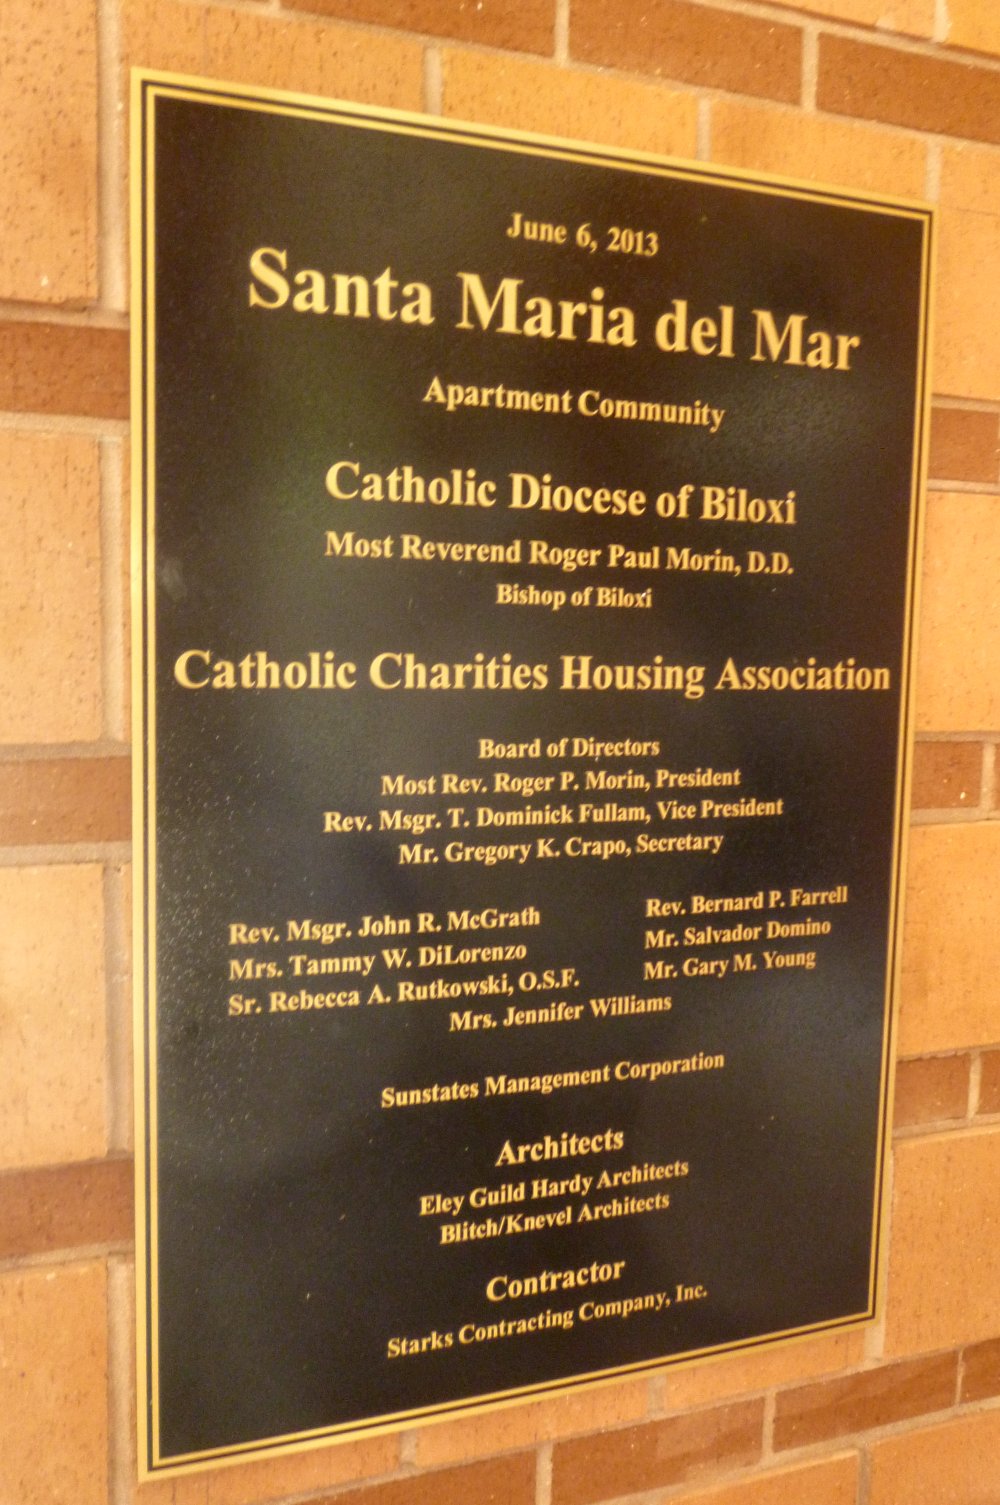 June 6, 2013
Santa Maria del Mar
Apartment Community
Catholic Diocese of Biloxi
Most Reverend Roger Paul Morin, D.D.
Bishop of Biloxi
Catholic Charities Housing Association
Board of Directors
Most Rev. Roger P. Morin, President
Rev. Msgr. T. Dominick Fullam, Vice President
Mr. Gregory K. Crapo, Secretary
Rev. Msgr. John R. McGrath
Mrs. Tammy W. DiLorenzo
Sr. Rebecca A. Rutkowski, O.S.F.
Rev. Bernard P. Farrell
Mr. Salvador Domino
Mr. Gary M. Young
Mrs. Jennifer Williams
Sunstates Management Corporation
Architects
Eley Guild Hardy Architects
Blitch/Knevel Architects
Contractor
Starks Contracting Company, Inc.